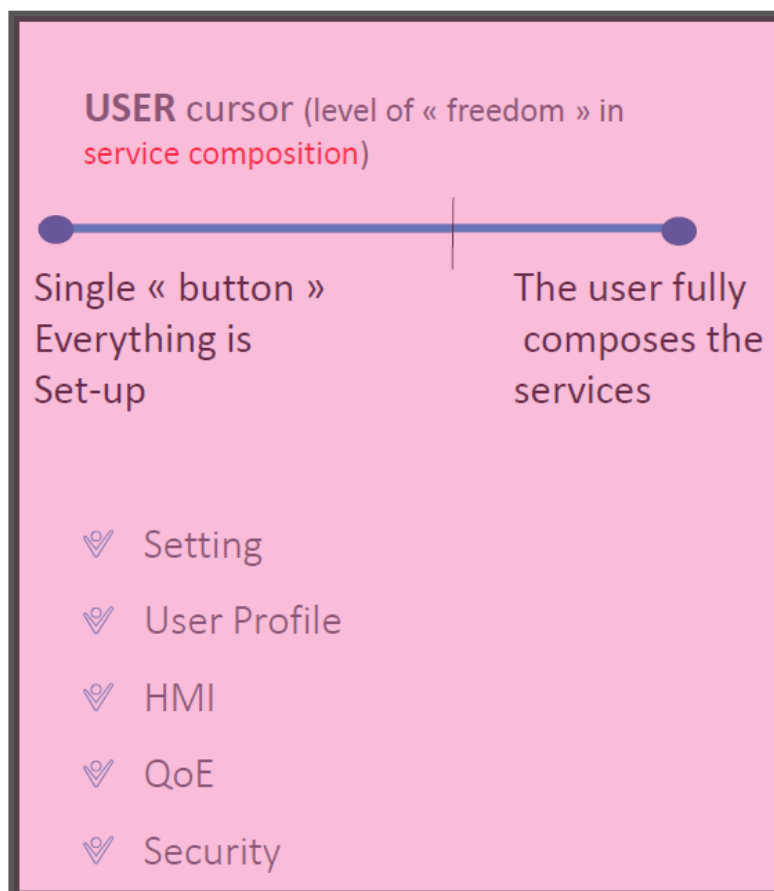 USER cursor (level of « freedom » in
service composition)
Single « button »
Everything is
Set-up
The user fully
composes the
services
Setting
User Profile
HMI
QoE
Security